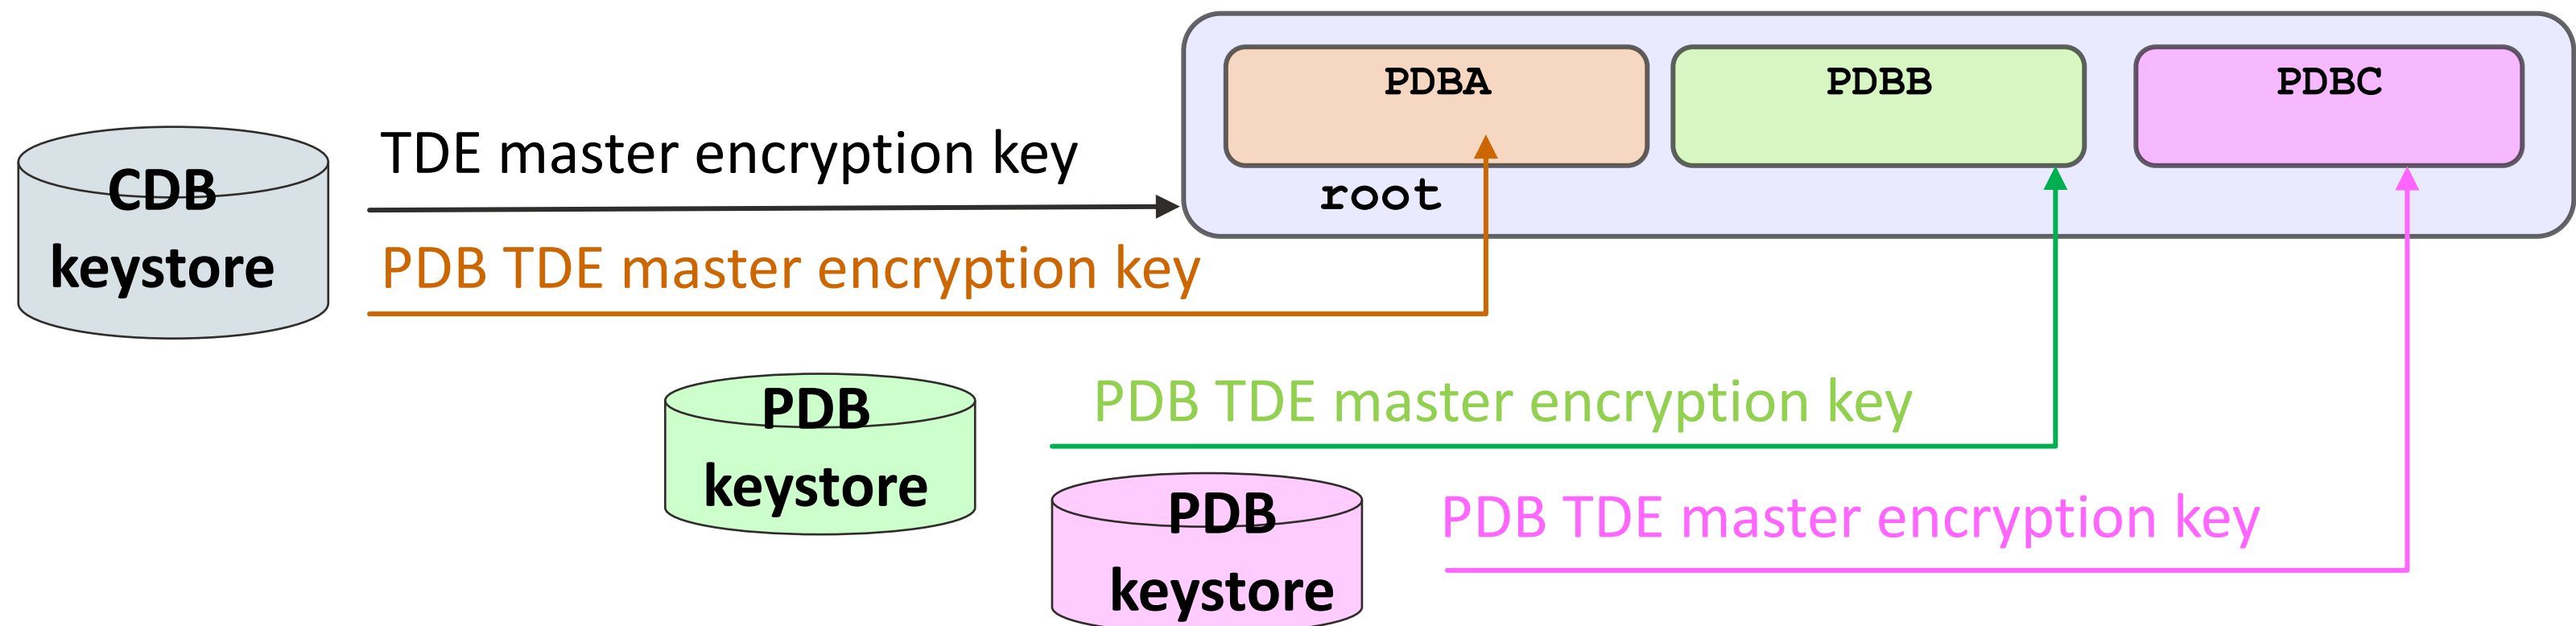 PDBA
PDBB
PDBC
root
CDB
keystore
TDE master encryption key
PDB TDE master encryption key
PDB
keystore
PDB TDE master encryption key
PDB
keystore
PDB TDE master encryption key